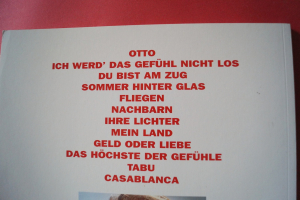 OTTO
ICH WERD' DAS GEFÜHL NICHT LOS
DU BIST AM ZUG
SOMMER HINTER GLAS
FLIEGEN
NACHBARN
IHRE LICHTER
MEIN LAND
GELD ODER LIEBE
DAS HÖCHSTE DER GEFÜHLE
TABU
CASABLANCA